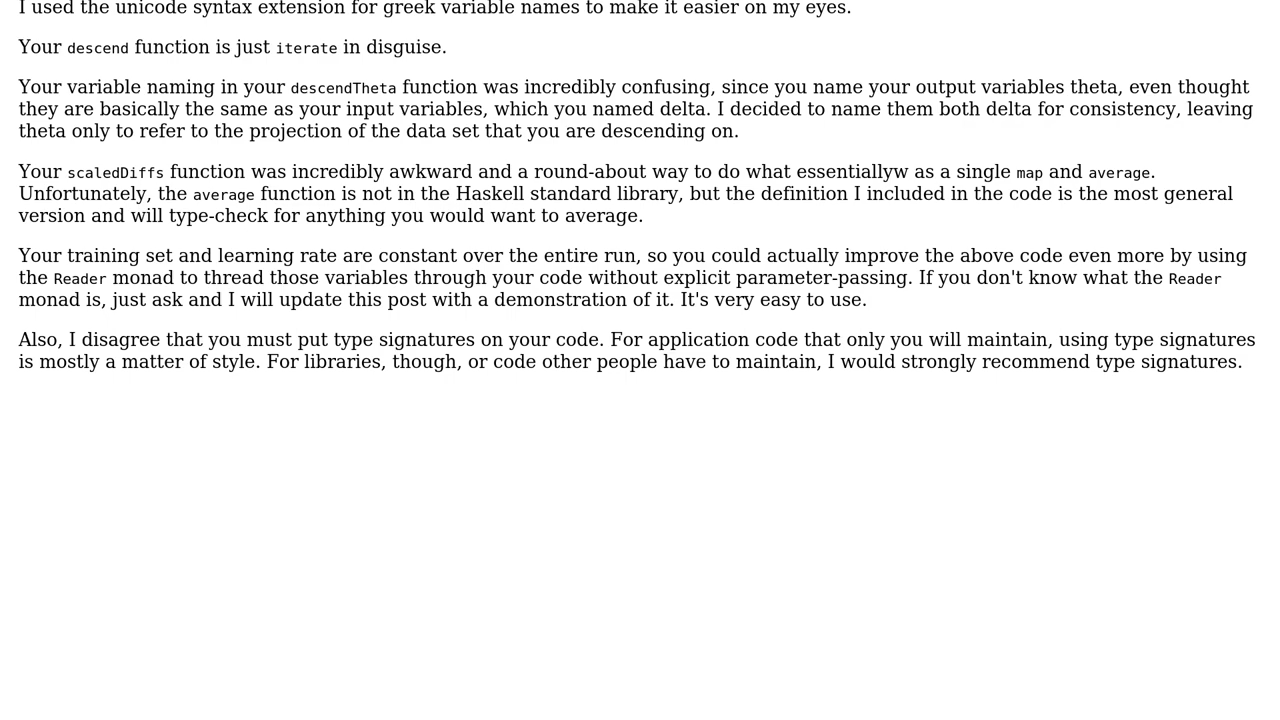 I used the unicode syntax extension for greek variable names to make it easier on my eyes.
Your descend function is just iterate in disguise.
Your variable naming in your descendTheta function was incredibly confusing, since you name your output variables theta, even thought
they are basically the same as your input variables, which you named delta. I decided to name them both delta for consistency, leaving
theta only to refer to the projection of the data set that you are descending on.
Your scaledDiffs function was incredibly awkward and a round-about way to do what essentiallyw as a single map and average.
Unfortunately, the average function is not in the Haskell standard library, but the definition I included in the code is the most general
version and will type-check for anything you would want to average.
Your training set and learning rate are constant over the entire run, so you could actually improve the above code even more by using
the Reader monad to thread those variables through your code without explicit parameter-passing. If you don't know what the Reader
monad is, just ask and I will update this post with a demonstration of it. It's very easy to use.
Also, I disagree that you must put type signatures on your code. For application code that only you will maintain, using type signatures
is mostly a matter of style. For libraries, though, or code other people have to maintain, I would strongly recommend type signatures.